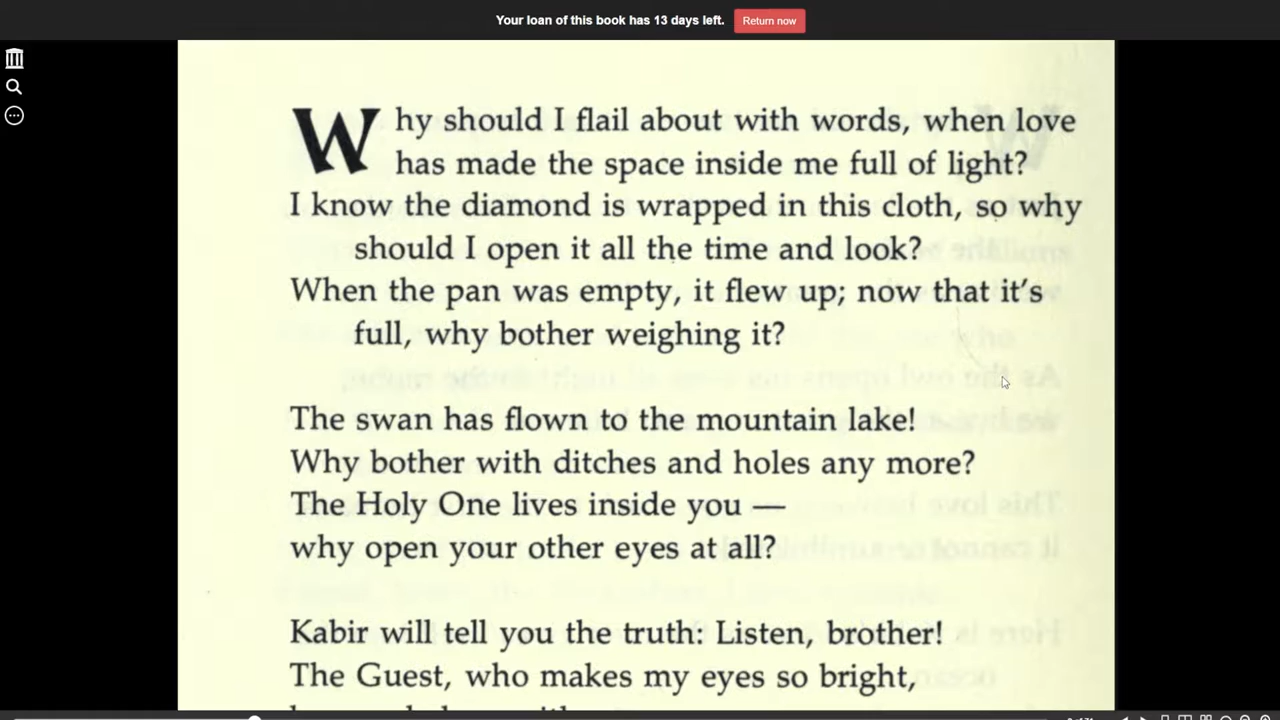 Your loan of this book has 13 days left. Return now
Why should I flail about with words, when love
has made the space inside me full of light?
I know the diamond is wrapped in this cloth, so why
should I open it all the time and look?
When the pan was empty, it flew up; now that it's
full, why bother weighing it?
The swan has flown to the mountain lake!
Why bother with ditches and holes any more?
The Holy One lives inside you —
why open your other eyes at all?
Kabir will tell you the truth: Listen, brother!
The Guest, who makes my eyes so bright,